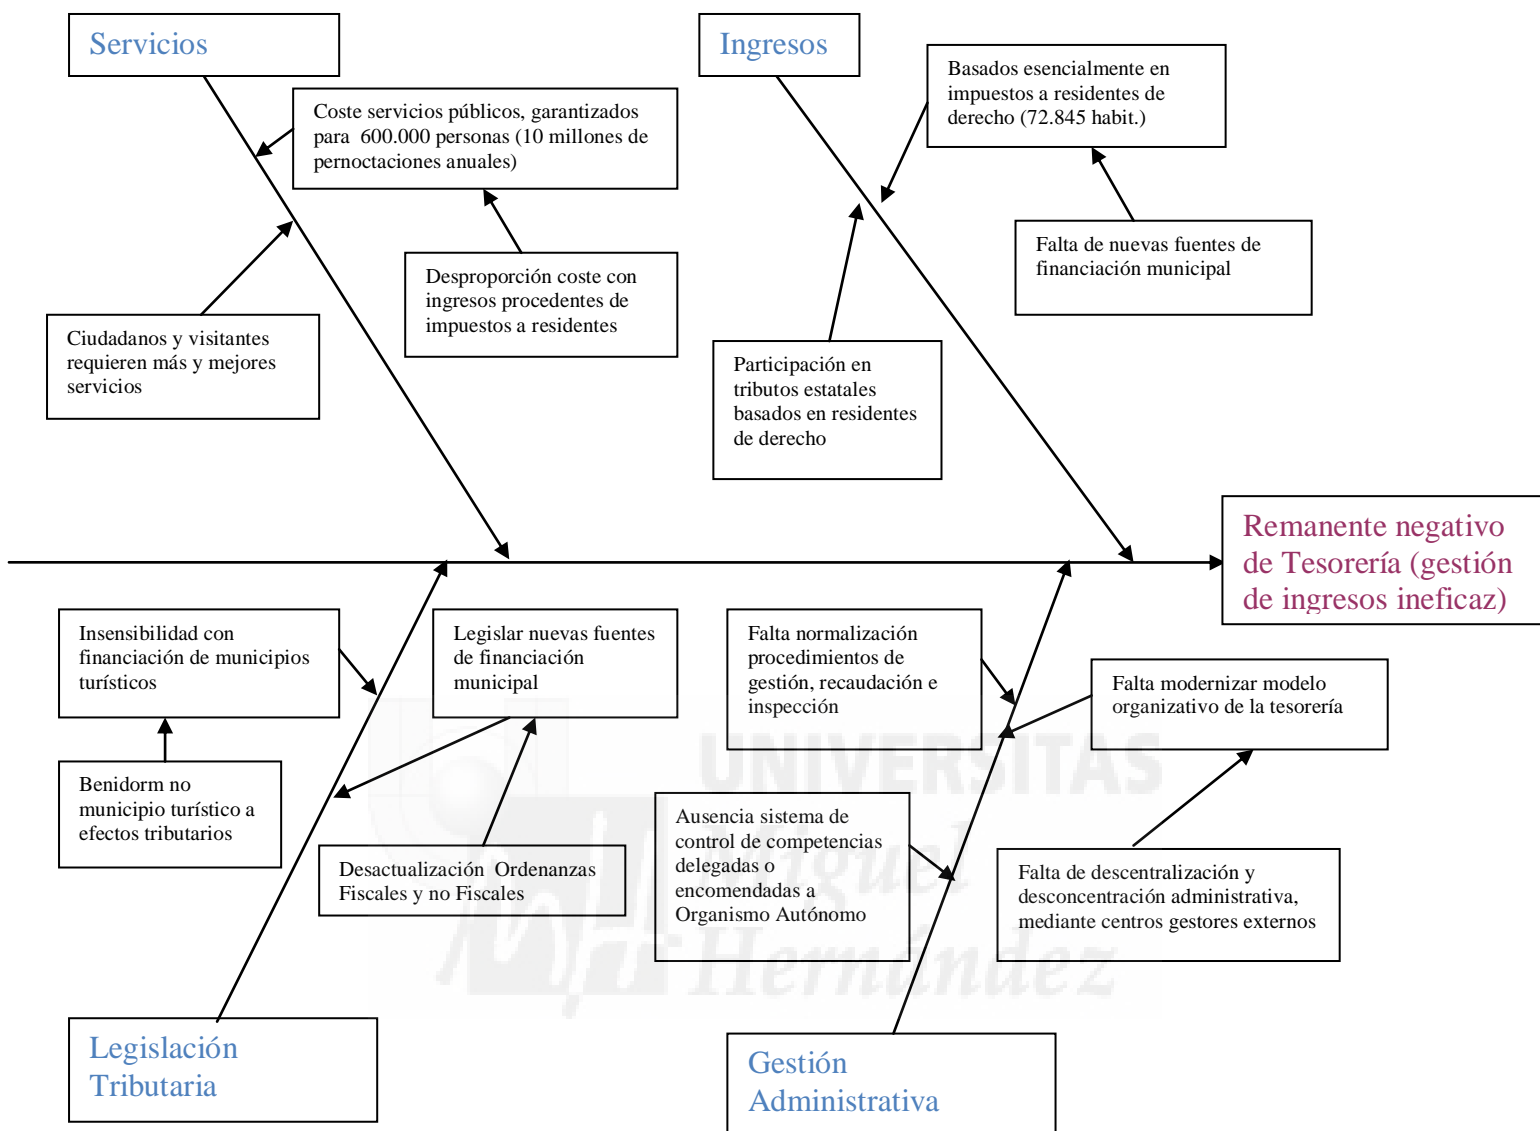 Servicios
Ingresos
Coste servicios públicos, garantizados
para 600.000 personas (10 millones de
pernoctaciones anuales)
Basados esencialmente en
impuestos a residentes de
derecho (72.845 habit.)
Desproporción coste con
ingresos procedentes de
impuestos a residentes
Falta de nuevas fuentes de
financiación municipal
Ciudadanos y visitantes
requieren más y mejores
servicios
Participación en
tributos estatales
basados en residentes
de derecho
Remanente negativo
de Tesorería (gestión
de ingresos ineficaz)
Insensibilidad con
financiación de municipios
turísticos
Legislar nuevas fuentes
de financiación
municipal
Falta normalización
procedimientos de
gestión, recaudación e
inspección
Falta modernizar modelo
organizativo de la tesorería
Benidorm no
municipio turístico a
efectos tributarios
Desactualización Ordenanzas
Fiscales y no Fiscales
Ausencia sistema de
control de competencias
delegadas o
encomendadas a
Organismo Autónomo
Falta de descentralización y
desconcentración administrativa,
mediante centros gestores externos
Legislación
Tributaria
Gestión
Administrativa
UNIVERSITAS
Miguel
Hernández